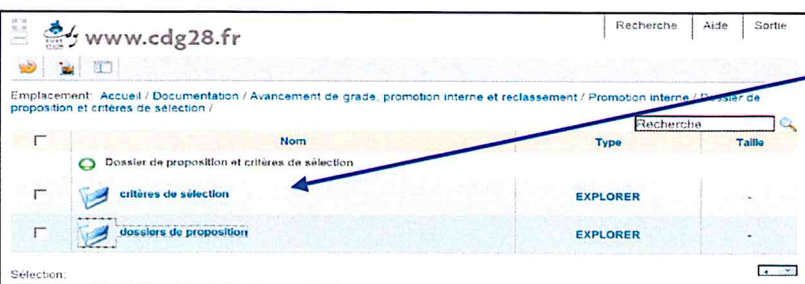 www.cdg28.fr
Recherche Aide Sortie
Emplacement: Accueil / Documentation / Avancement de grade, promotion interne et reclassement / Promotion interne / Dossier de
proposition et critères de sélection /
Recherche
Nom Type Taille
Dossier de proposition et critères de sélection
critères de sélection EXPLORER -
dossiers de proposition EXPLORER -
Sélection: